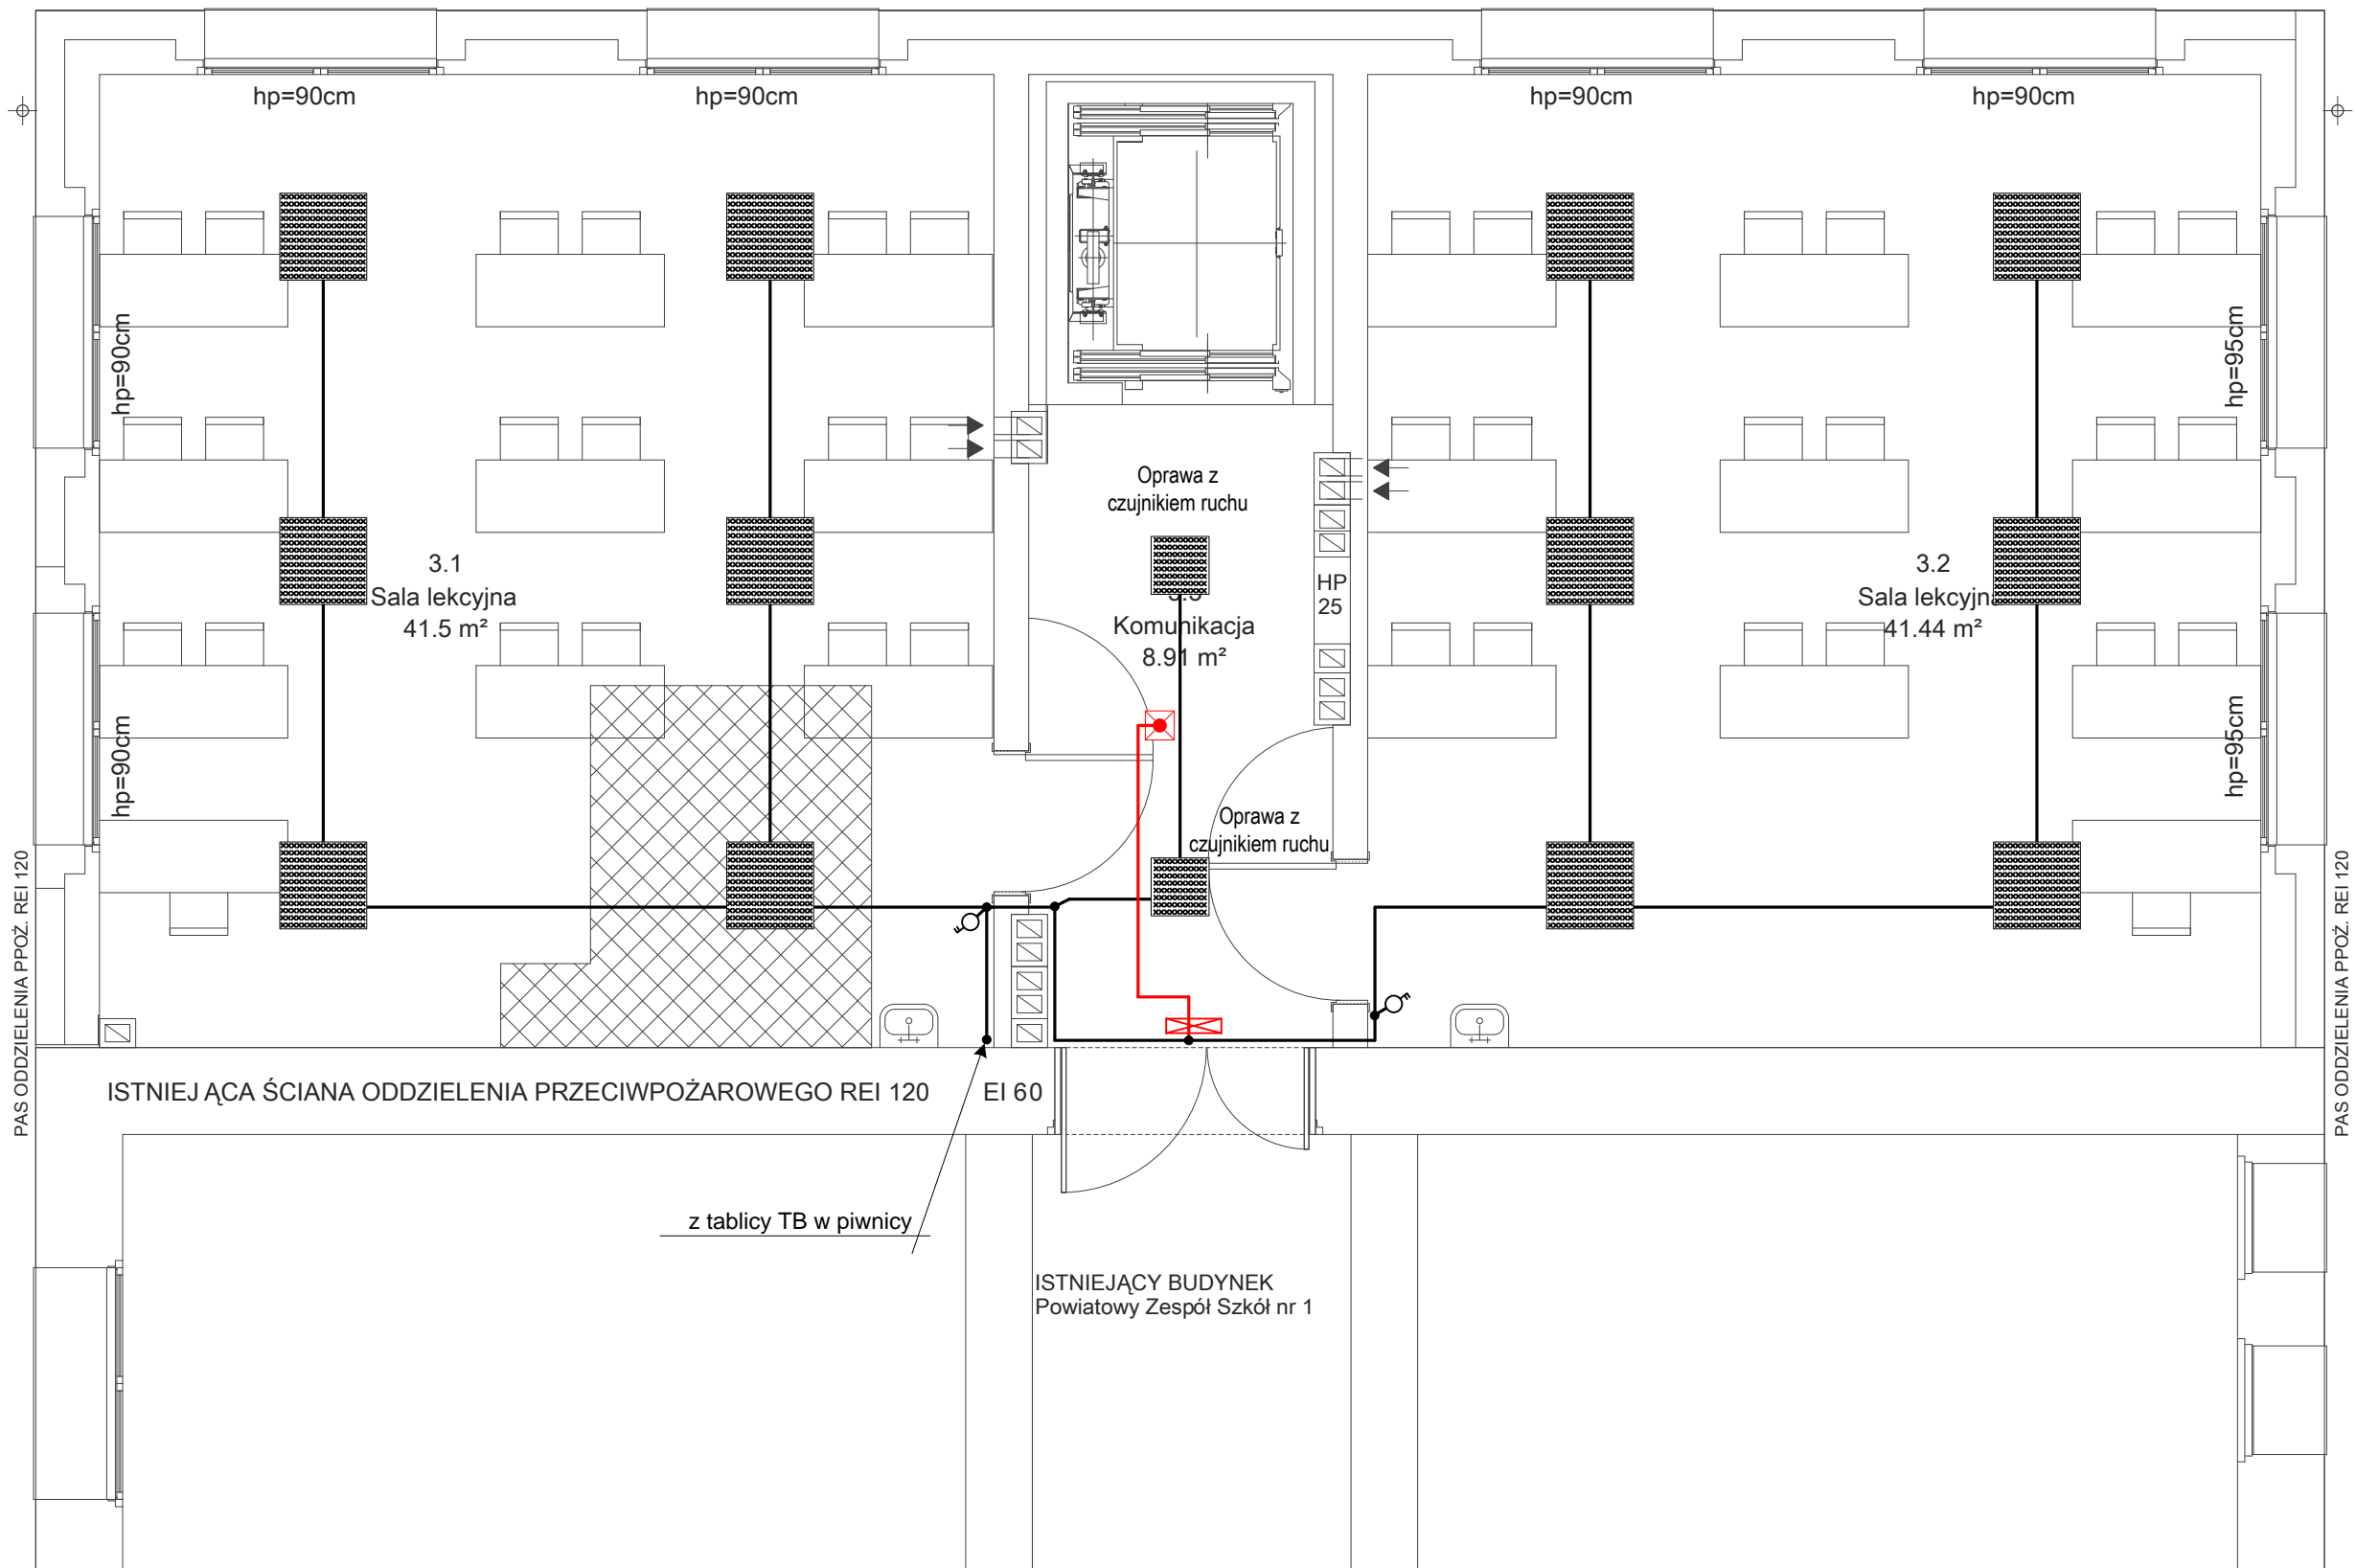 hp=90cm
hp=90cm
hp=90cm
hp=90cm
hp=90cm
hp=95cm
Oprawa z
czujnikiem ruchu
3.1
Sala lekcyjna
41.5 m²
HP
25
Komunikacja
8.91 m²
3.2
Sala lekcyjna
41.44 m²
hp=90cm
hp=95cm
Oprawa z
czujnikiem ruchu
PAS ODDZIELENIA PPOŻ. REI 120
PAS ODDZIELENIA PPOŻ. REI 120
ISTNIEJĄCA ŚCIANA ODDZIELENIA PRZECIWPOŻAROWEGO REI 120
EI 60
z tablicy TB w piwnicy
ISTNIEJĄCY BUDYNEK
Powiatowy Zespół Szkół nr 1